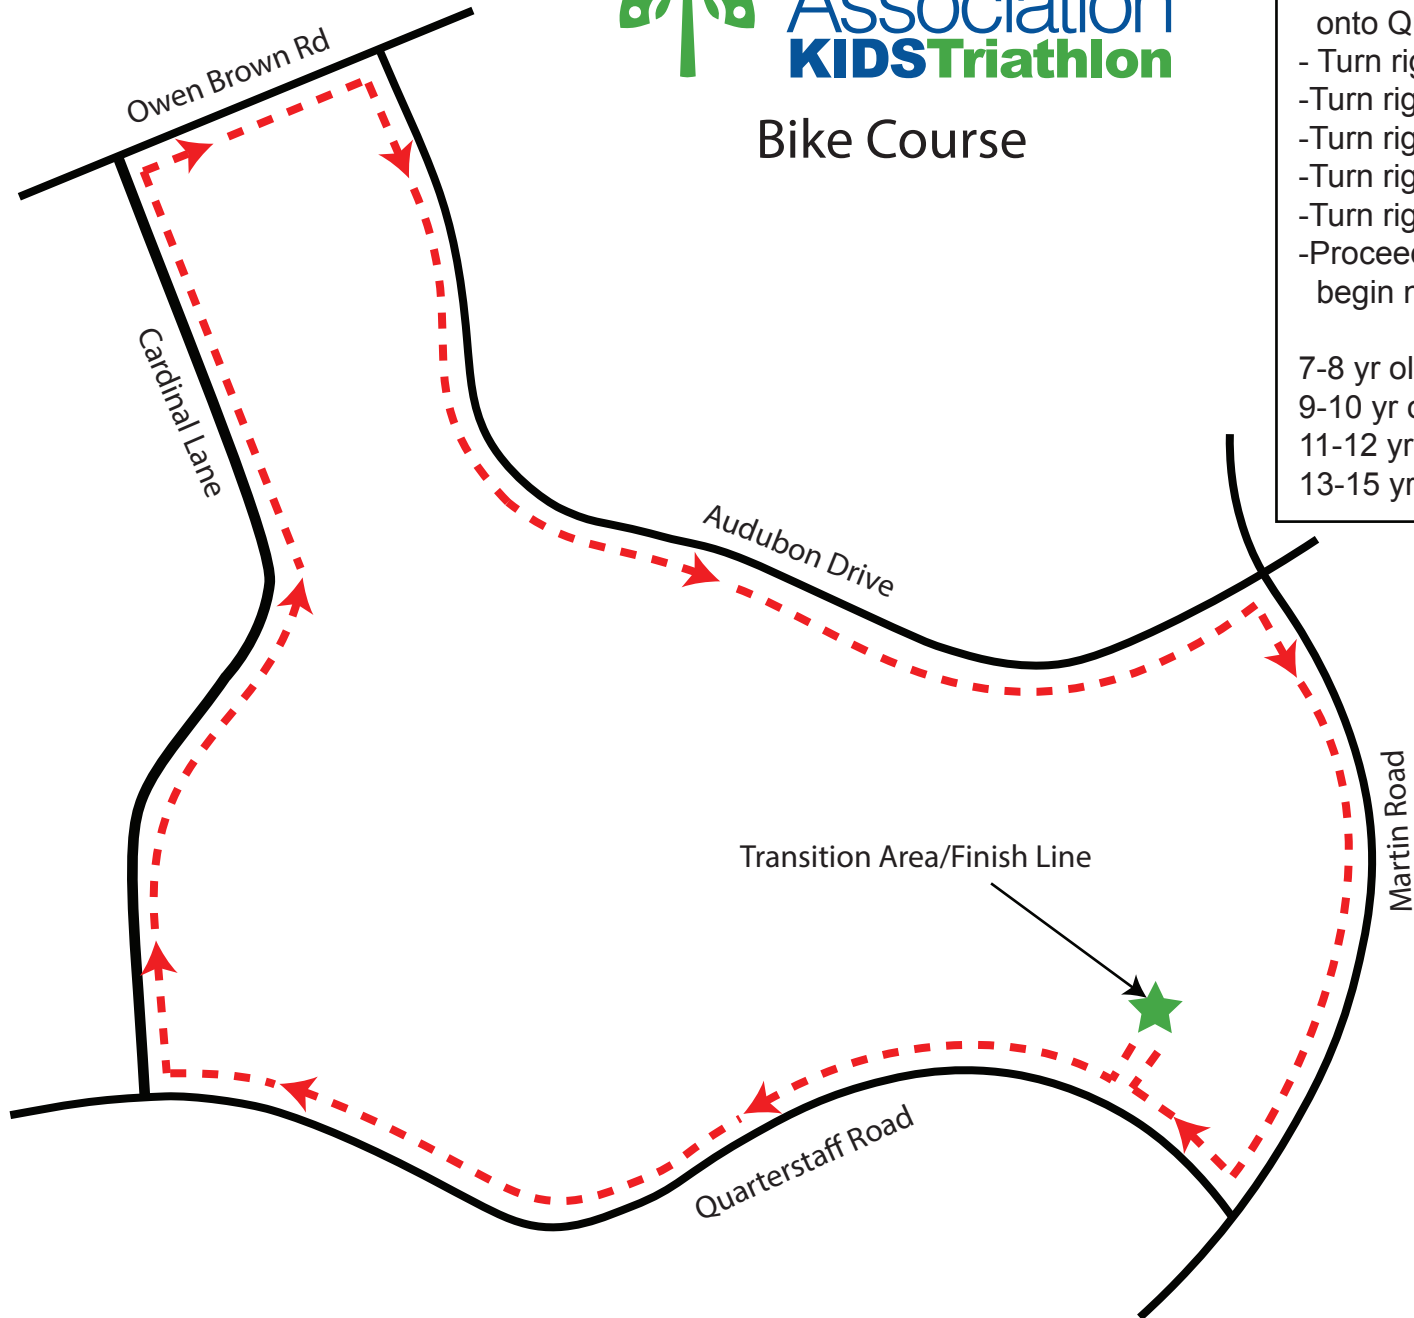 Association
KIDSTriathlon
Bike Course
onto Q
- Turn rig
-Turn rig
-Turn rig
-Turn rig
-Turn rig
-Proceed
begin n
7-8 yr ol
9-10 yr o
11-12 yr
13-15 yr
Owen Brown Rd
Cardinal Lane
Audubon Drive
Martin Road
Transition Area/Finish Line
Quarterstaff Road